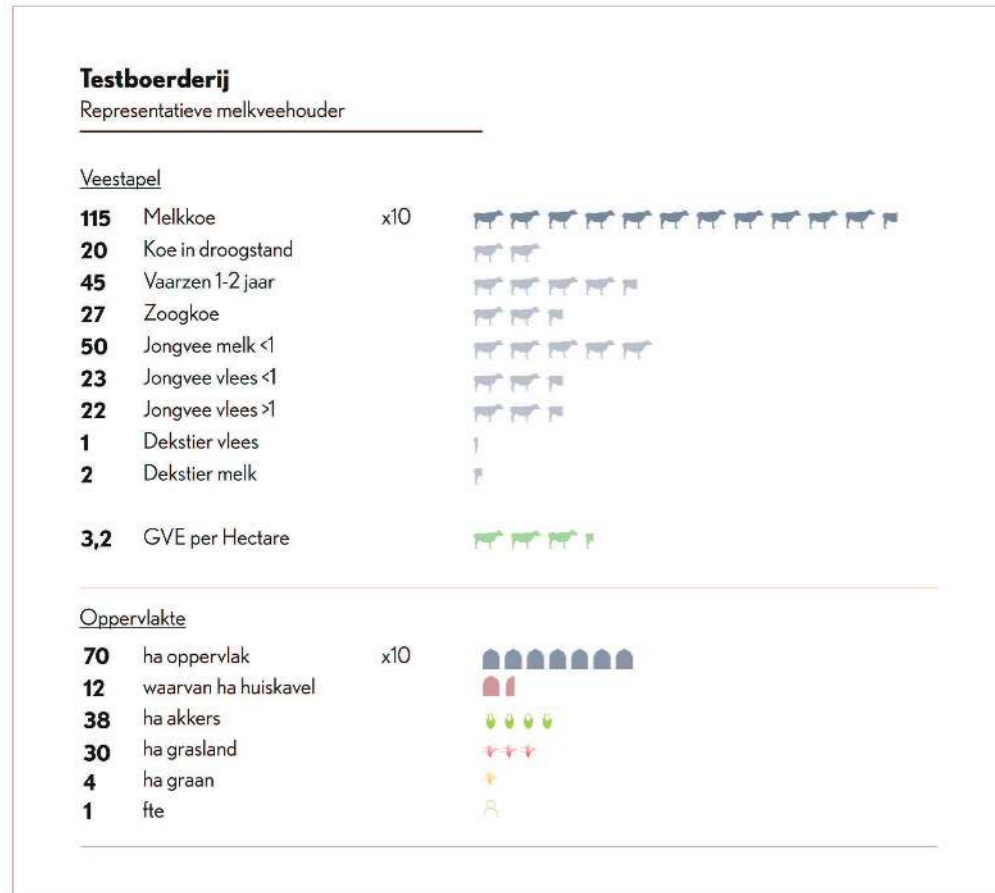 Testboerderij
Representatieve melkveehouder
Veestapel
115 Melkkoe x10
20 Koe in droogstand
45 Vaarzen 1-2 jaar
27 Zoogkoe
50 Jongvee melk <1
23 Jongvee vlees <1
22 Jongvee vlees >1
1 Dekstier vlees
2 Dekstier melk
3,2 GVE per Hectare
Oppervlakte
70 ha oppervlak x10
12 waarvan ha huiskavel
38 ha akkers
30 ha grasland
4 ha graan
1 fte